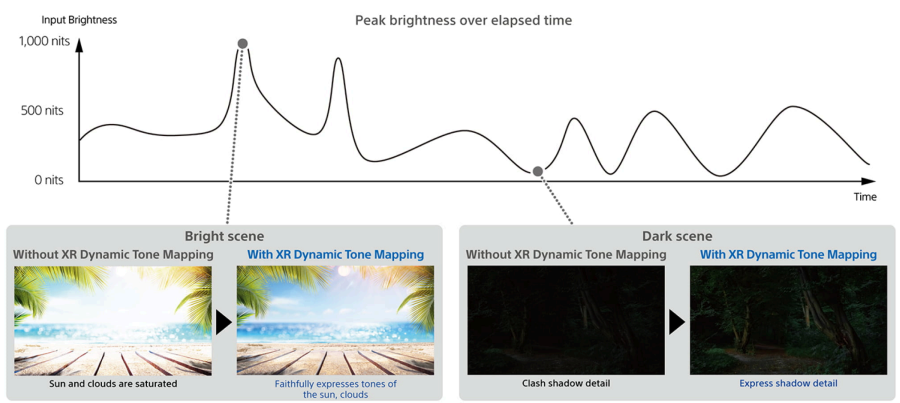 Peak brightness over elapsed time
Input Brightness
1,000 nits
500 nits
0 nits
Time
Bright scene
Without XR Dynamic Tone Mapping
With XR Dynamic Tone Mapping
Sun and clouds are saturated
Faithfully expresses tones of
the sun, clouds
Dark scene
Without XR Dynamic Tone Mapping
With XR Dynamic Tone Mapping
Clash shadow detail
Express shadow detail